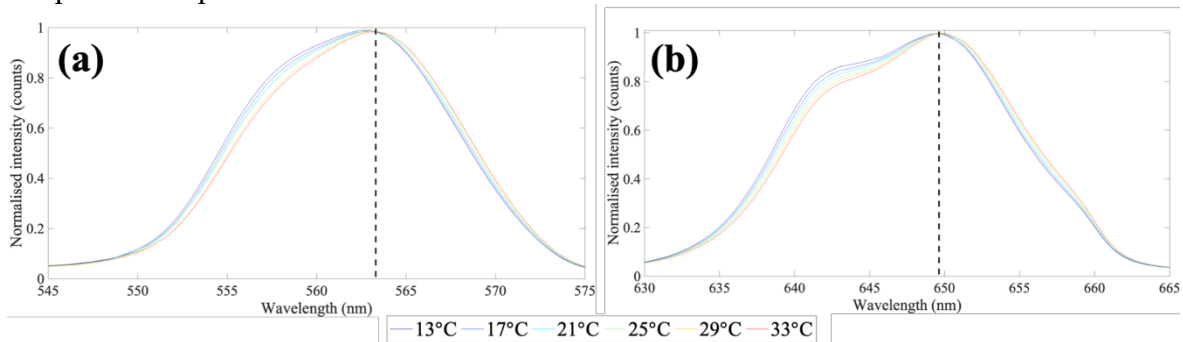 (a)
Normalised intensity (counts)
1
0.8
0.6
0.4
0.2
0
545 550 555 560 565 570 575
Wavelength (nm)
(b)
Normalised intensity (counts)
1
0.8
0.6
0.4
0.2
0
630 635 640 645 650 655 660 665
Wavelength (nm)
13°C 17°C 21°C 25°C 29°C 33°C